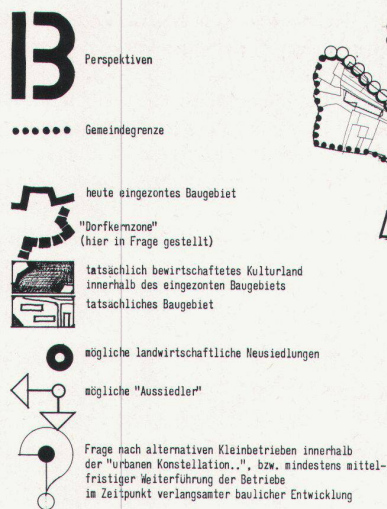 B
Perspektiven
Gemeindegrenze
heute eingezontes Baugebiet
"Dorfkernzone"
(hier in Frage gestellt)
tatsächlich bewirtschaftetes Kulturland
innerhalb des eingezonten Baugebiets
tatsächliches Baugebiet
mögliche landwirtschaftliche Neusiedlungen
mögliche "Aussiedler"
Frage nach alternativen Kleinbetrieben innerhalb
der "urbanen Konstellation..", bzw. mindestens mittel-
fristiger Weiterführung der Betriebe
im Zeitpunkt verlangsamter baulicher Entwicklung